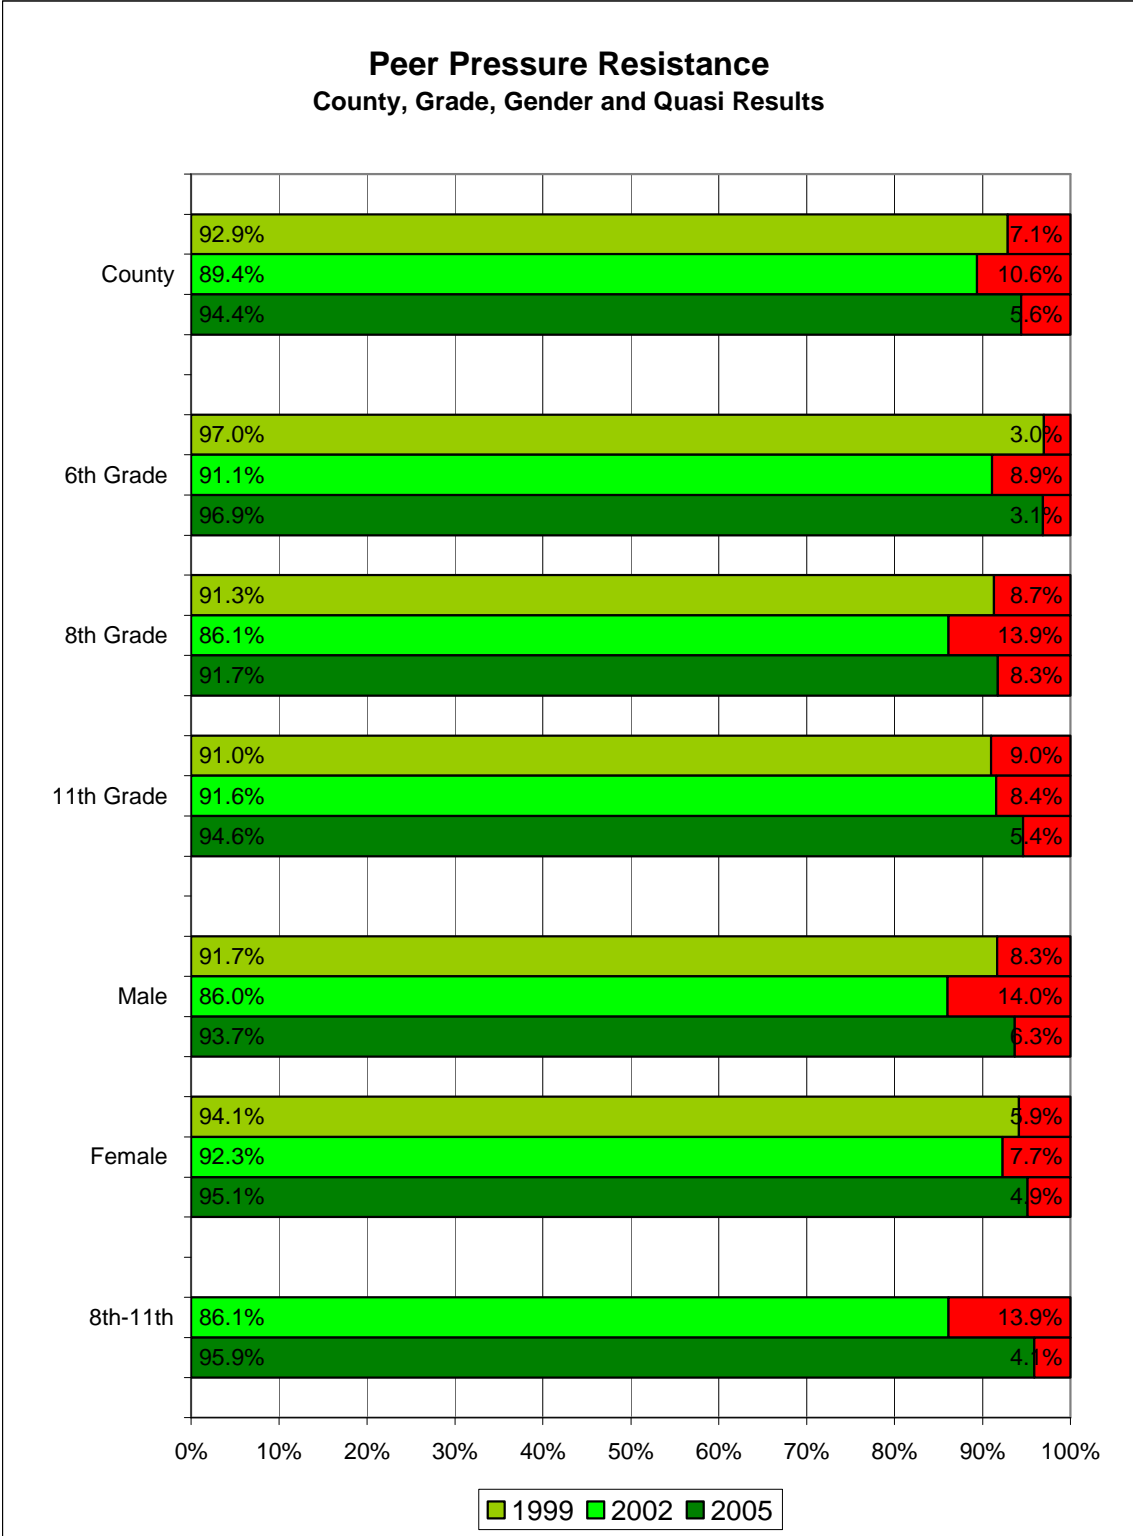 Peer Pressure Resistance
County, Grade, Gender and Quasi Results
County
92.9% 7.1%
89.4% 10.6%
94.4% 5.6%
6th Grade
97.0% 3.0%
91.1% 8.9%
96.9% 3.1%
8th Grade
91.3% 8.7%
86.1% 13.9%
91.7% 8.3%
11th Grade
91.0% 9.0%
91.6% 8.4%
94.6% 5.4%
Male
91.7% 8.3%
86.0% 14.0%
93.7% 6.3%
Female
94.1% 5.9%
92.3% 7.7%
95.1% 4.9%
8th-11th
86.1% 13.9%
95.9% 4.1%
0% 10% 20% 30% 40% 50% 60% 70% 80% 90% 100%
1999 2002 2005